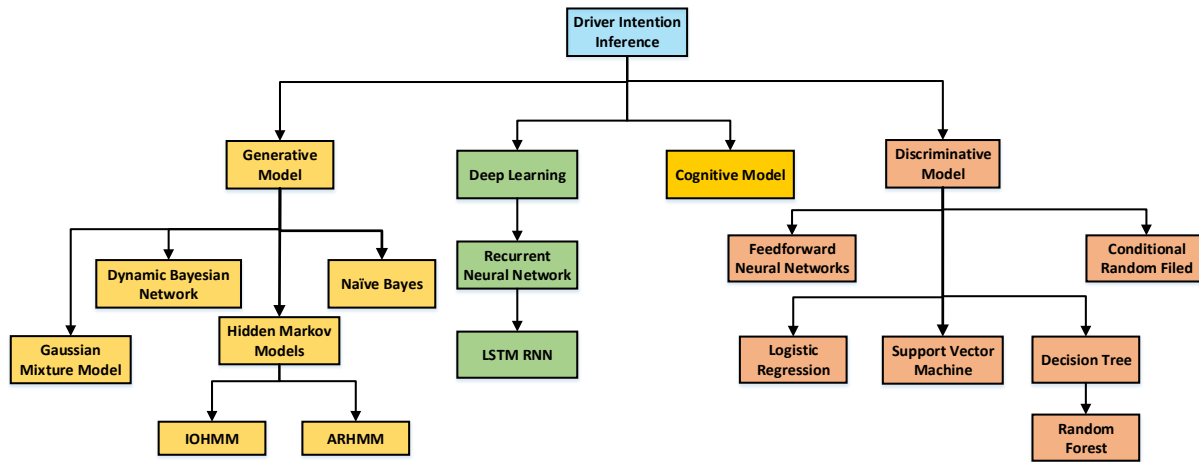 Driver Intention
Inference
Generative
Model
Deep Learning
Cognitive Model
Discriminative
Model
Dynamic Bayesian
Network
Naïve Bayes
Recurrent
Neural Network
Feedforward
Neural Networks
Conditional
Random Filed
Gaussian
Mixture Model
Hidden Markov
Models
LSTM RNN
Logistic
Regression
Support Vector
Machine
Decision Tree
IOHMM
ARHMM
Random
Forest